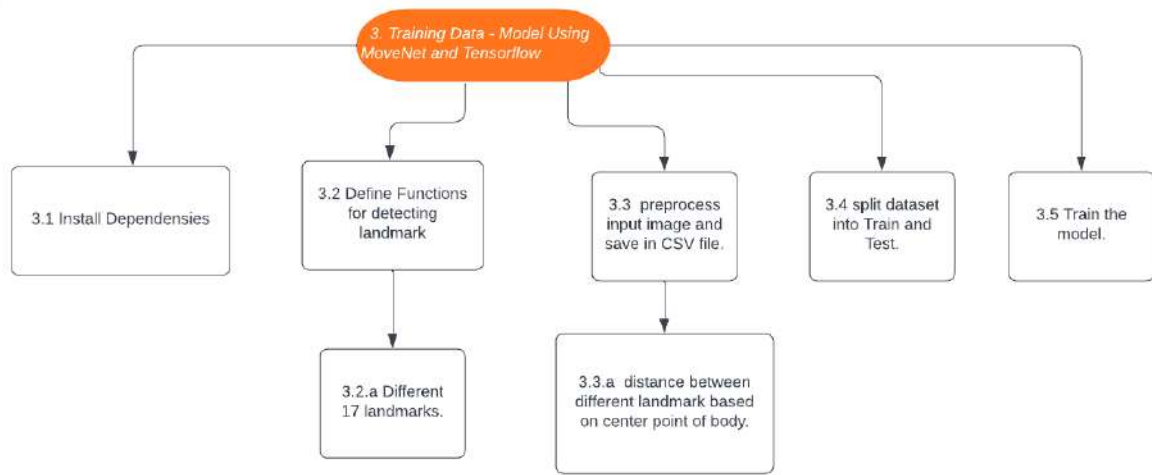 3. Training Data - Model Using
MoveNet and Tensorflow
3.1 Install Dependensies
3.2 Define Functions
for detecting
landmark
3.3 preprocess
input image and
save in CSV file.
3.4 split dataset
into Train and
Test.
3.5 Train the
model.
3.2.a Different
17 landmarks.
3.3.a distance between
different landmark based
on center point of body.